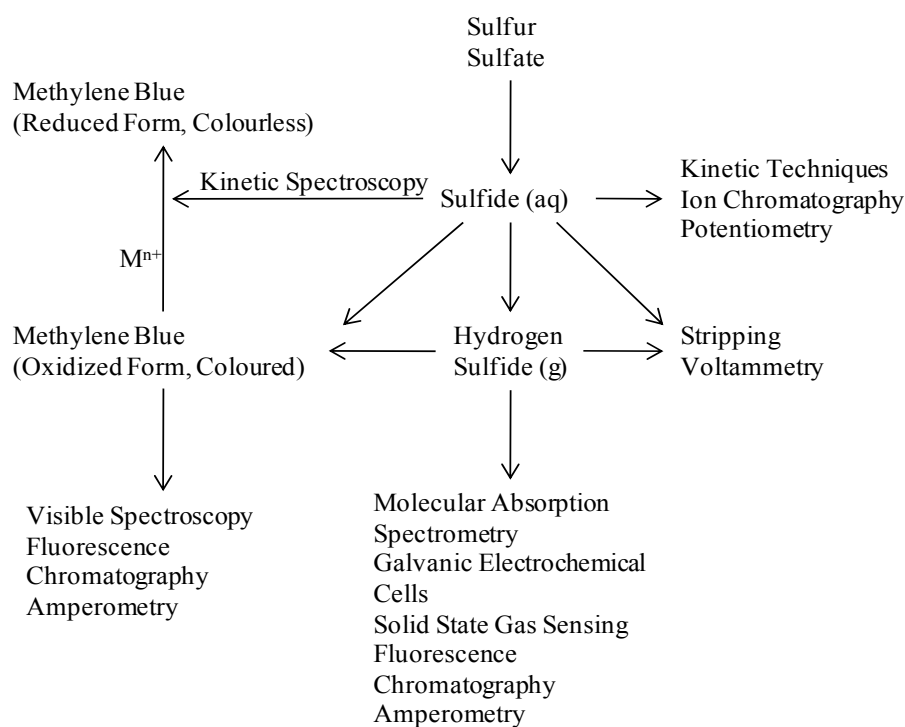 Sulfur
Sulfate
Methylene Blue
(Reduced Form, Colourless)
Kinetic Spectroscopy
Sulfide (aq)
Kinetic Techniques
Ion Chromatography
Potentiometry
Mⁿ⁺
Methylene Blue
(Oxidized Form, Coloured)
Hydrogen
Sulfide (g)
Stripping
Voltammetry
Visible Spectroscopy
Fluorescence
Chromatography
Amperometry
Molecular Absorption
Spectrometry
Galvanic Electrochemical
Cells
Solid State Gas Sensing
Fluorescence
Chromatography
Amperometry